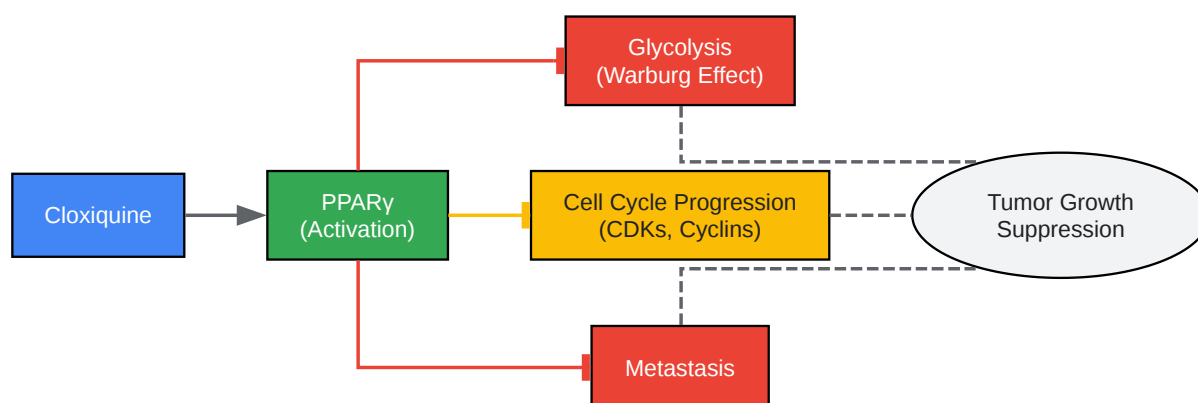 Glycolysis
(Warburg Effect)
Cloxiquine
PPARγ
(Activation)
Cell Cycle Progression
(CDKs, Cyclins)
Tumor Growth
Suppression
Metastasis